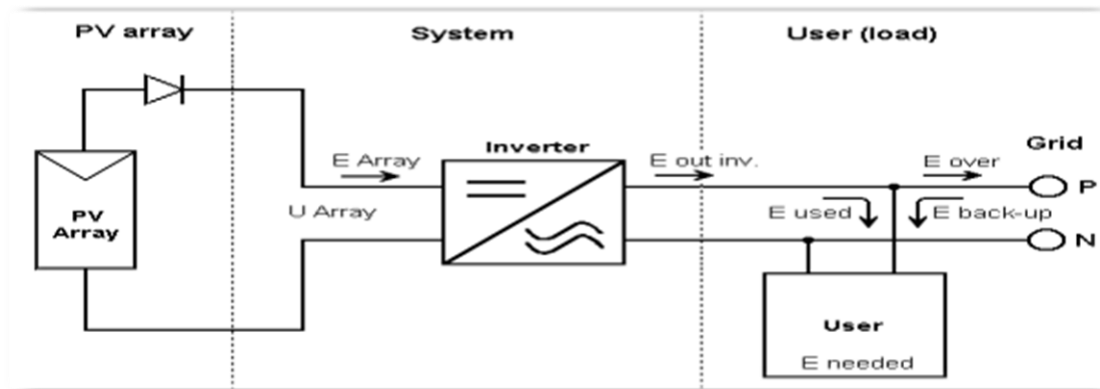 PV array
System
User (load)
Inverter
Grid
E Array
E out inv.
E over
P
U Array
E used
E back-up
PV
Array
N
User
E needed